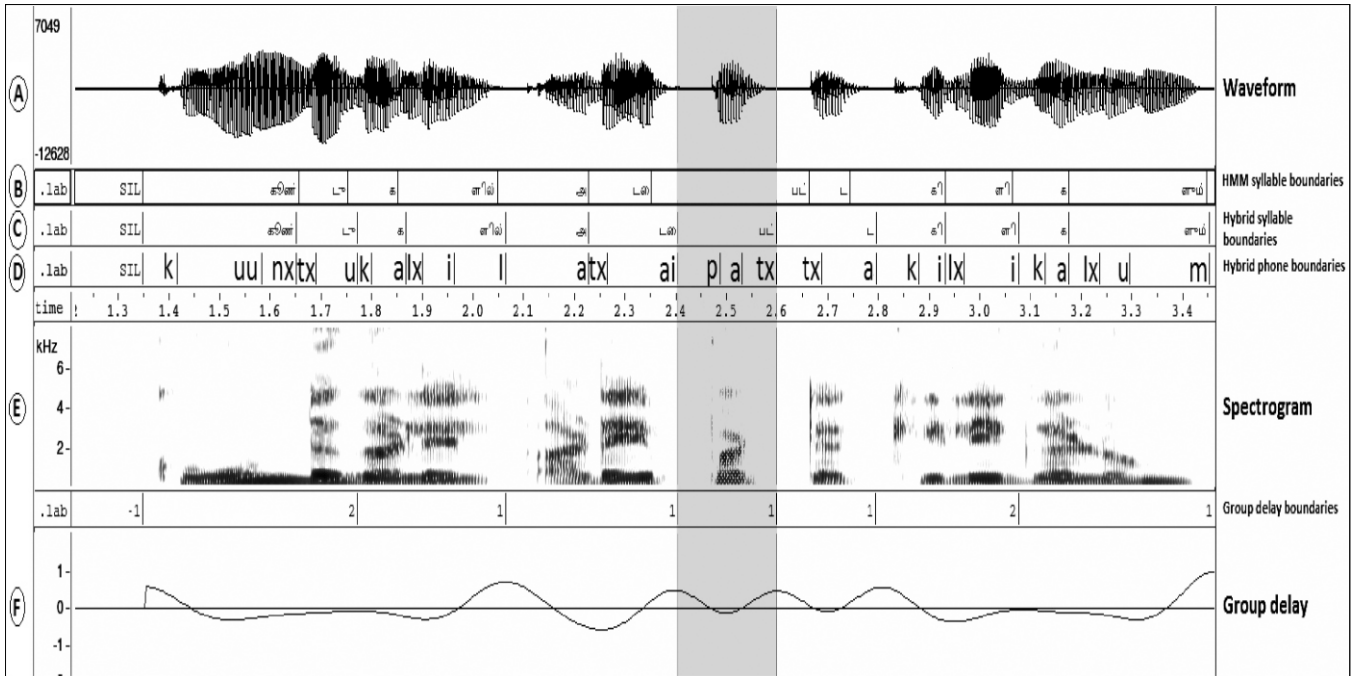 7049
A
Waveform
-12628
B .lab SIL கூண் டு க ளில் அ டை பட் ட கி ளி க ளும் HMM syllable boundaries
C .lab SIL கூண் டு க ளில் அ டை பட் ட கி ளி க ளும் Hybrid syllable boundaries
D .lab SIL k uu nx tx u k a lx i l a tx ai p a tx tx a k i lx i k a lx u m Hybrid phone boundaries
time 1.3 1.4 1.5 1.6 1.7 1.8 1.9 2.0 2.1 2.2 2.3 2.4 2.5 2.6 2.7 2.8 2.9 3.0 3.1 3.2 3.3 3.4
kHz
6
E 4 Spectrogram
2
.lab -1 2 1 1 1 1 2 1 Group delay boundaries
1
F 0 Group delay
-1